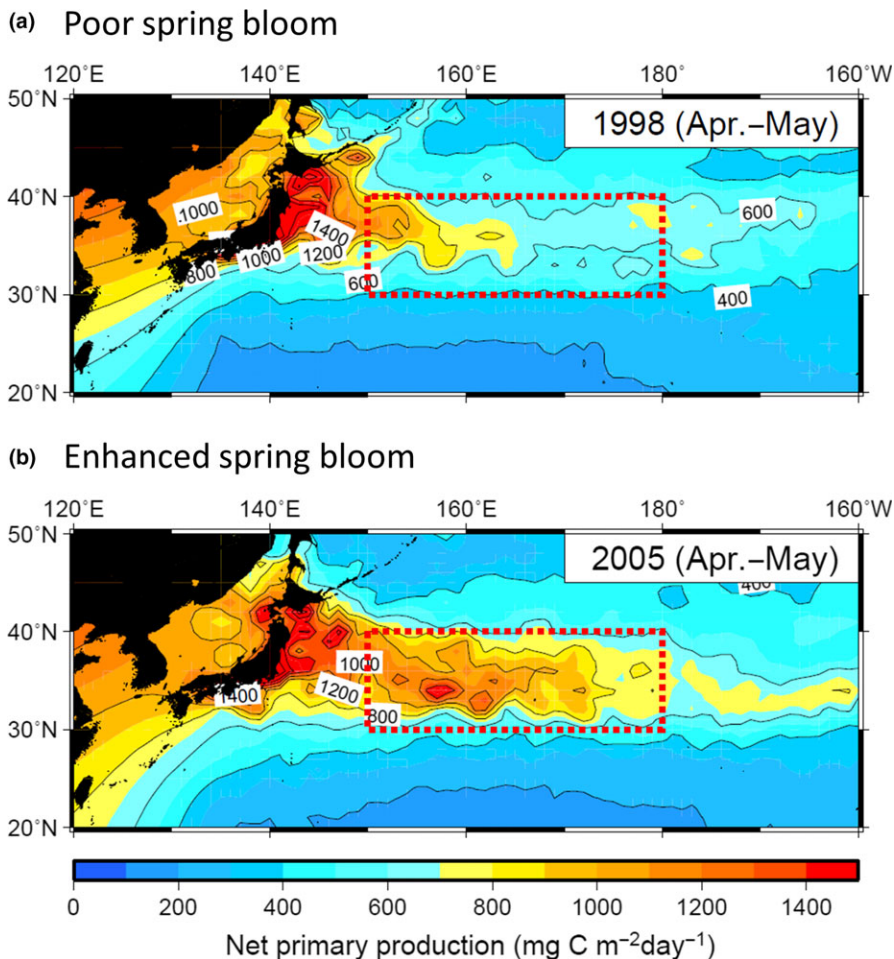 (a) Poor spring bloom
120°E 140° 160° 180° 160°W
50°N
1998 (Apr.–May)
40°N
1000
600
1400
800 1000 1200
600
30°N
400
20°N
(b) Enhanced spring bloom
120°E 140° 160° 180° 160°W
50°N
2005 (Apr.–May)
400
40°N
1000
1400 1200
800
30°N
20°N
0 200 400 600 800 1000 1200 1400
Net primary production (mg C m⁻²day⁻¹)